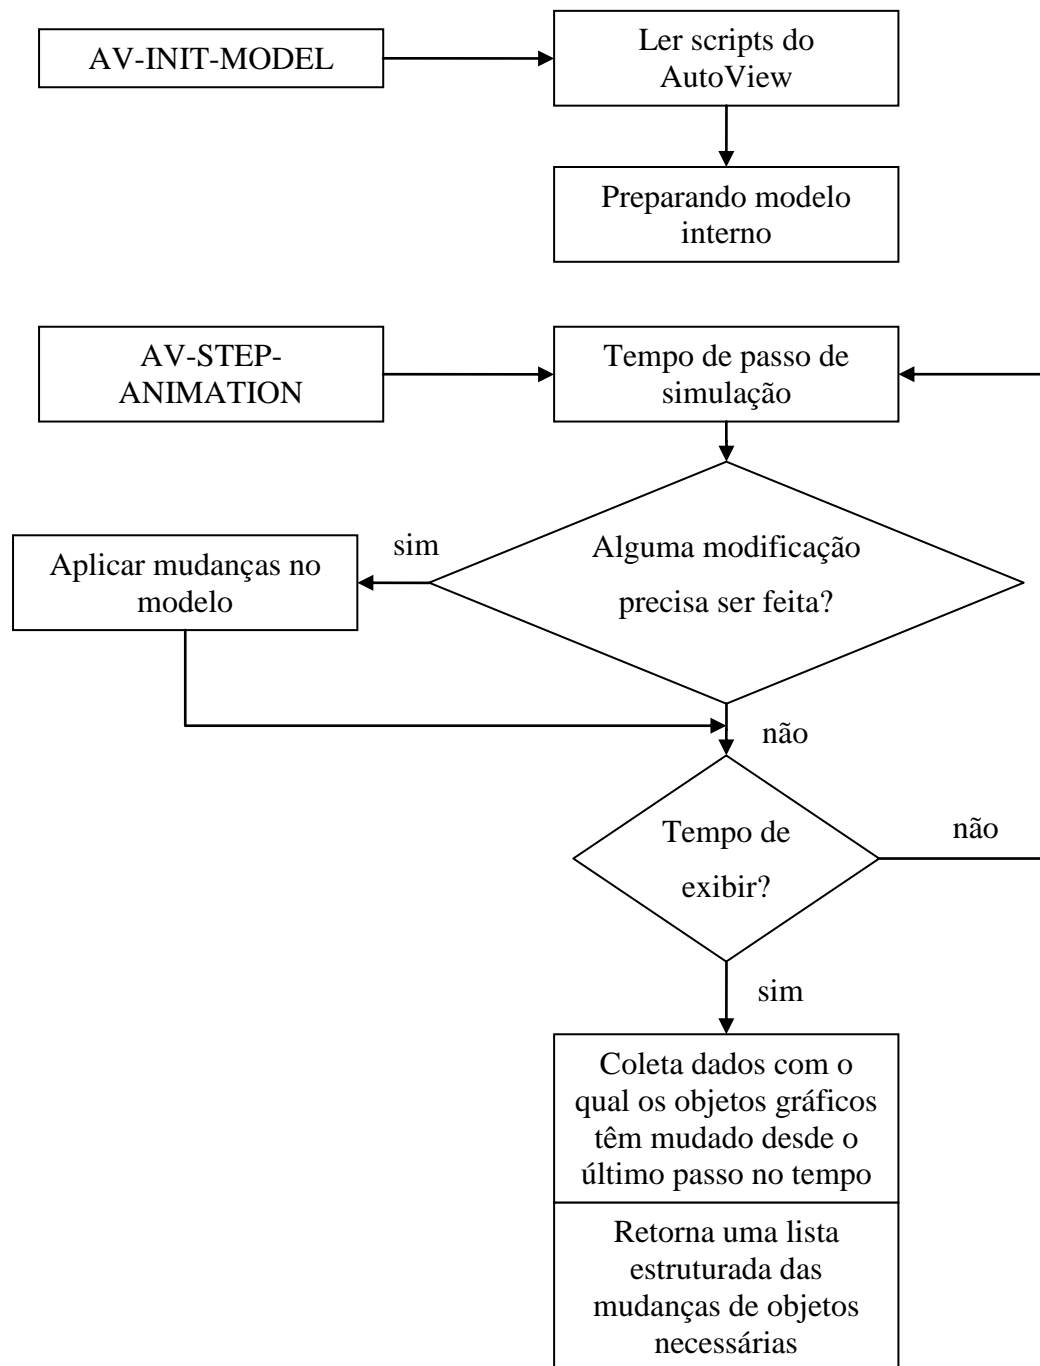 AV-INIT-MODEL
Ler scripts do
AutoView
Preparando modelo
interno
AV-STEP-
ANIMATION
Tempo de passo de
simulação
Alguma modificação
precisa ser feita?
sim
Aplicar mudanças no
modelo
não
Tempo de
exibir?
não
sim
Coleta dados com o
qual os objetos gráficos
têm mudado desde o
último passo no tempo
Retorna uma lista
estruturada das
mudanças de objetos
necessárias